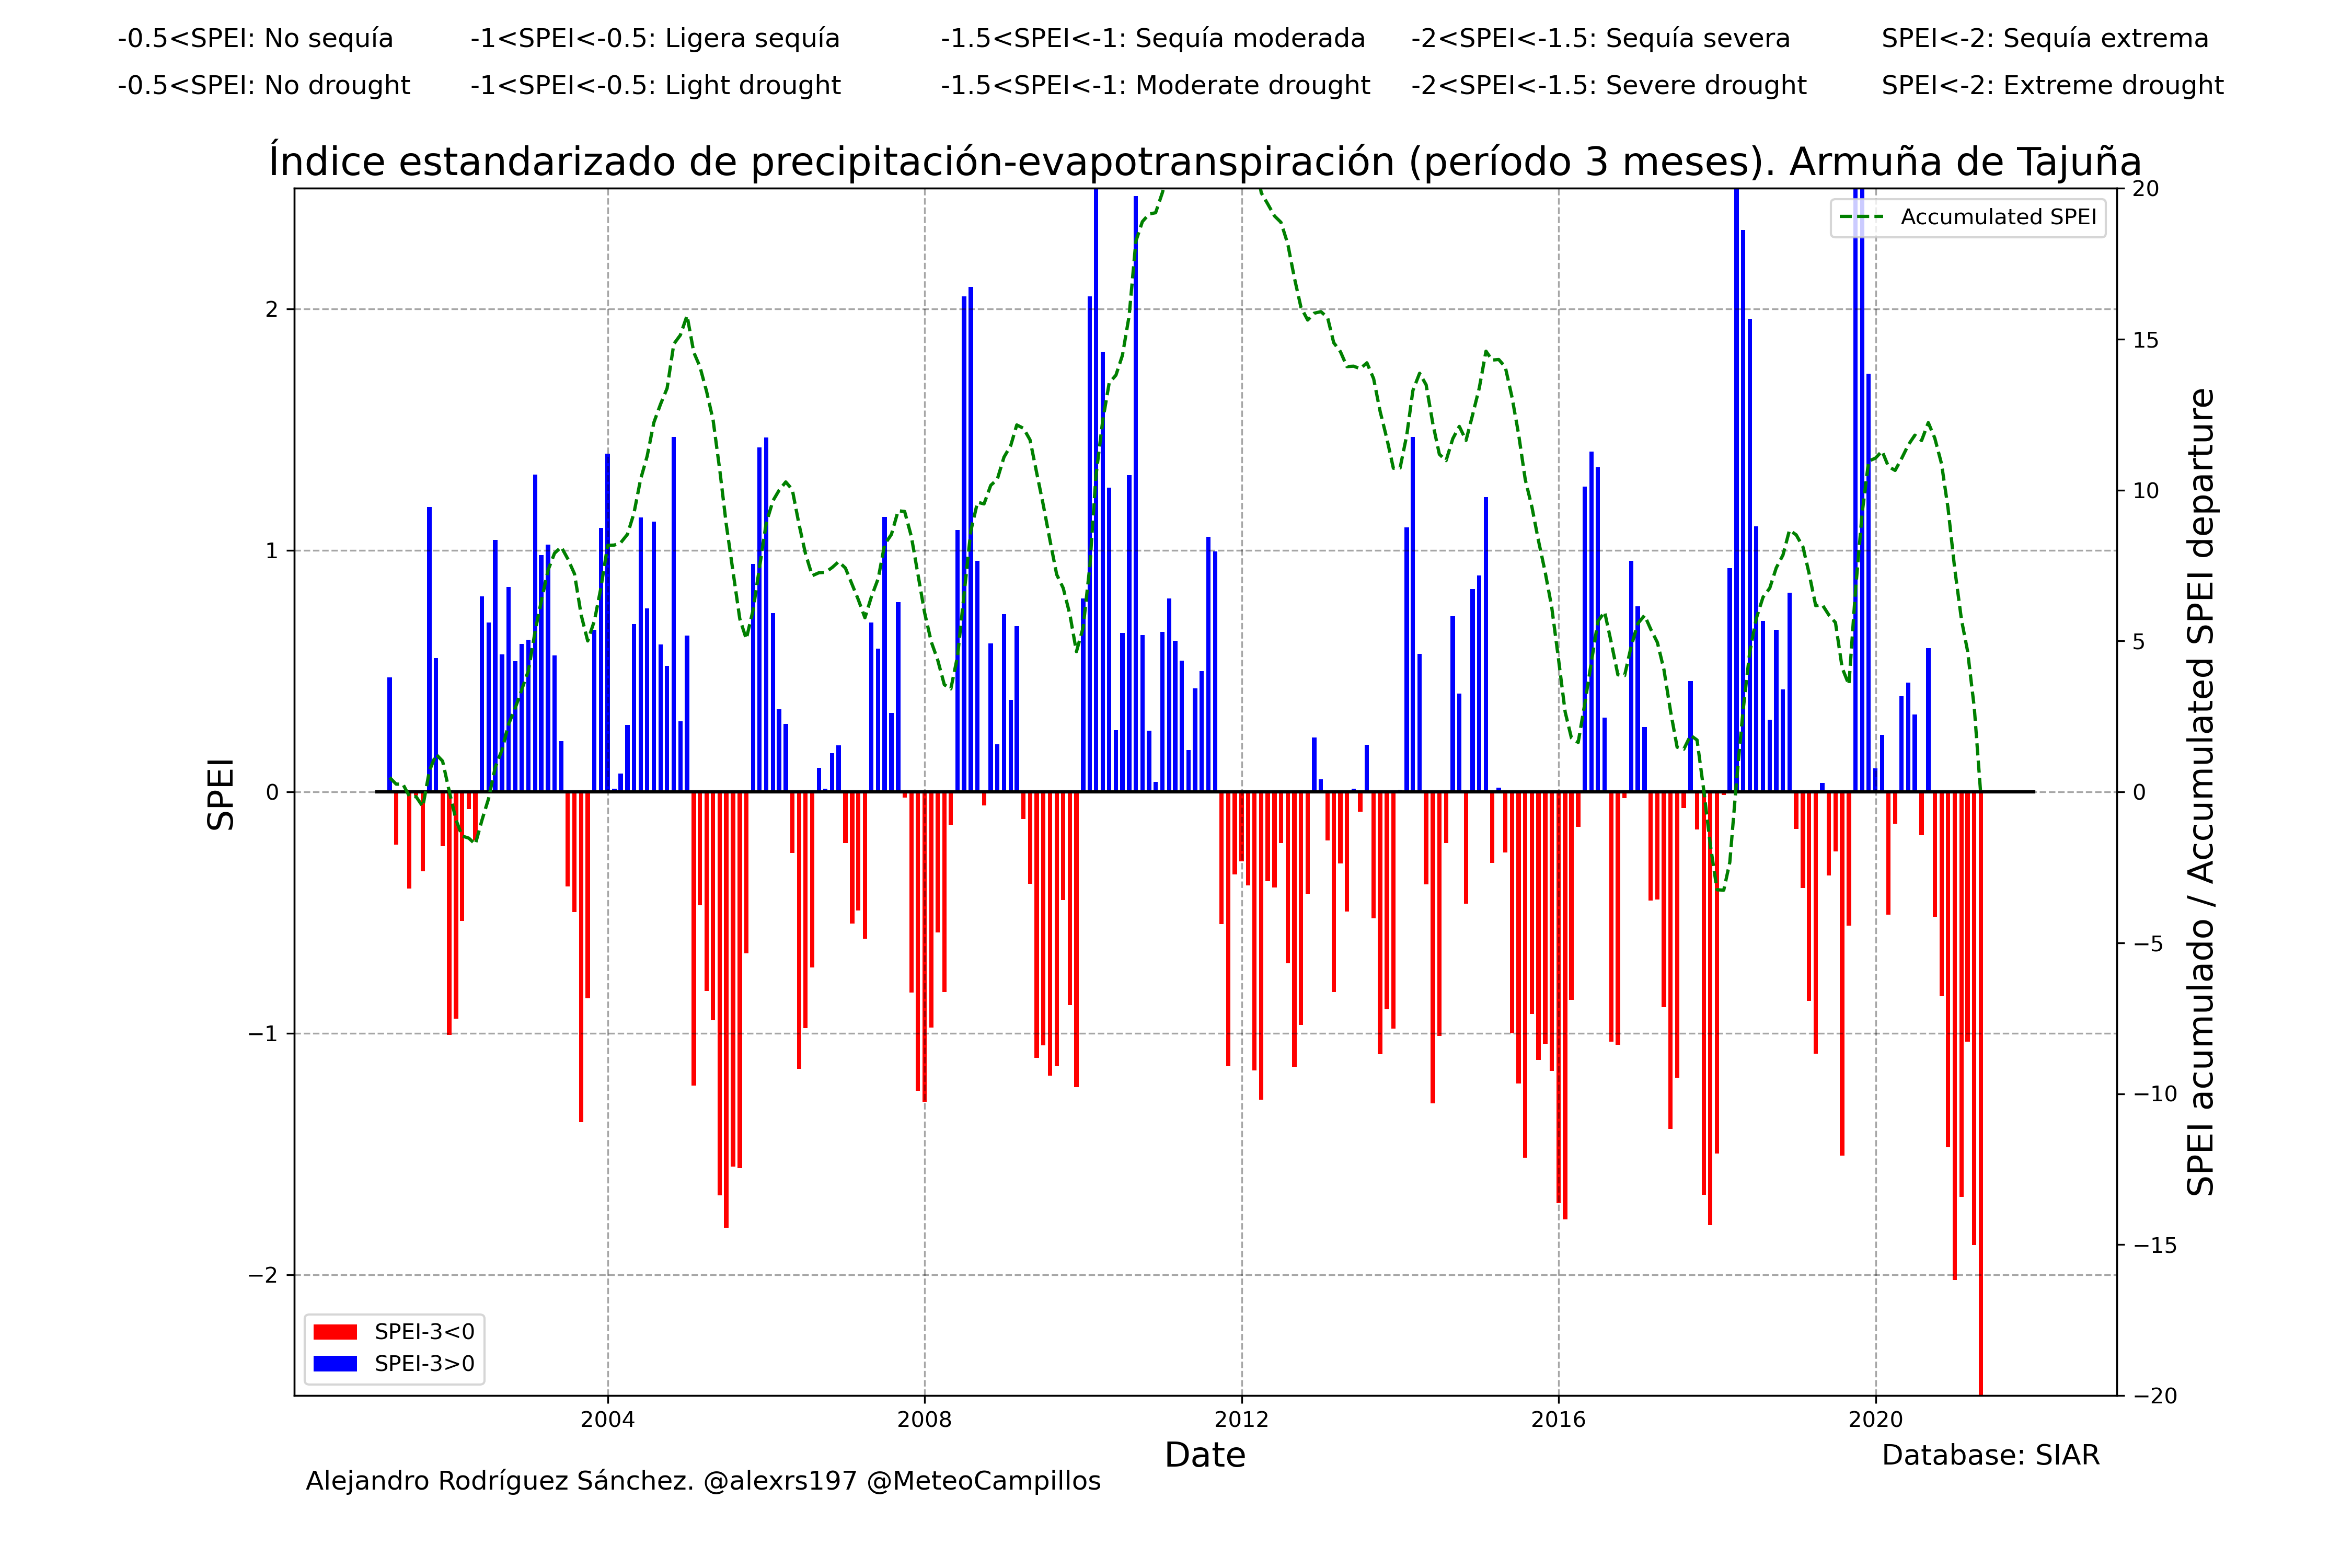 -0.5<SPEI: No sequía -1<SPEI<-0.5: Ligera sequía -1.5<SPEI<-1: Sequía moderada -2<SPEI<-1.5: Sequía severa SPEI<-2: Sequía extrema
-0.5<SPEI: No drought -1<SPEI<-0.5: Light drought -1.5<SPEI<-1: Moderate drought -2<SPEI<-1.5: Severe drought SPEI<-2: Extreme drought
Índice estandarizado de precipitación-evapotranspiración (período 3 meses). Armuña de Tajuña
Accumulated SPEI
SPEI
2
1
0
−1
−2
20
15
10
5
0
−5
−10
−15
−20
SPEI acumulado / Accumulated SPEI departure
SPEI-3<0
SPEI-3>0
2004 2008 2012 2016 2020
Date
Database: SIAR
Alejandro Rodríguez Sánchez. @alexrs197 @MeteoCampillos